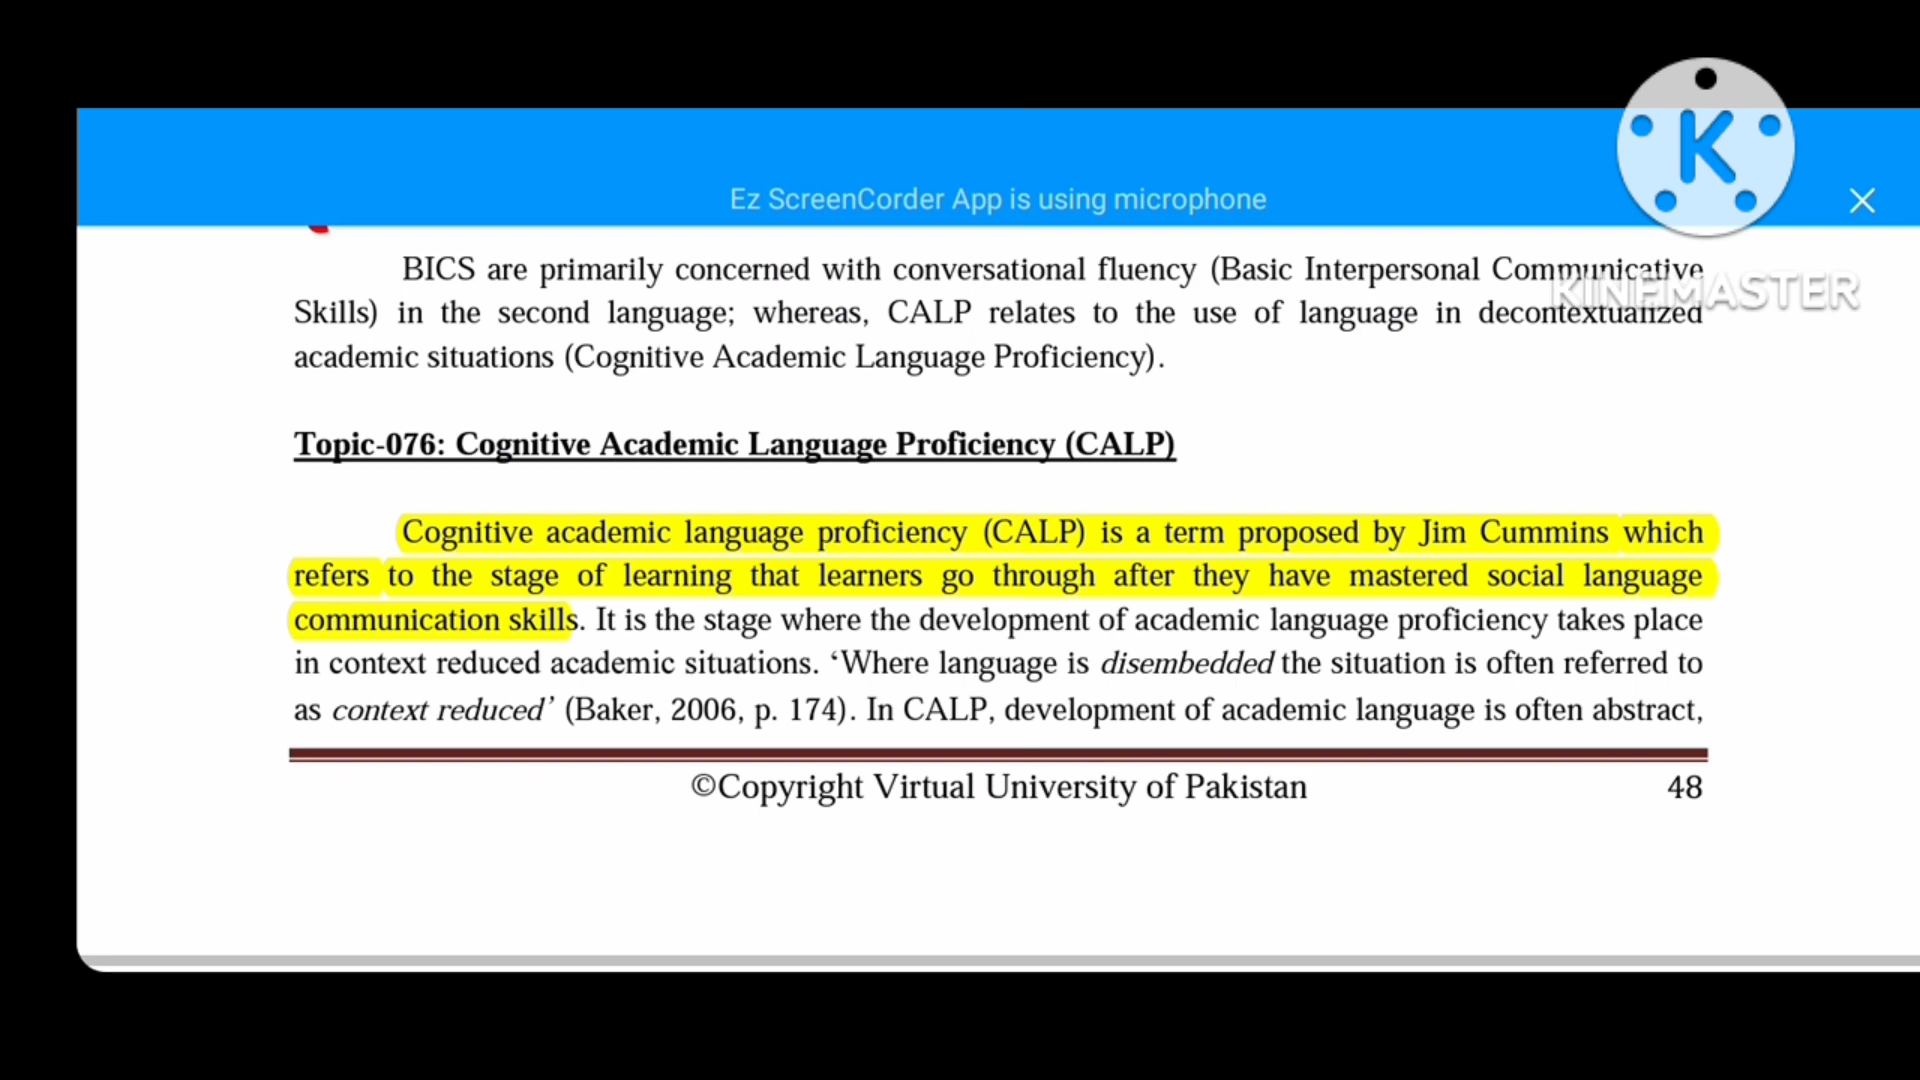 Ez ScreenCorder App is using microphone
K
KINEMASTER
BICS are primarily concerned with conversational fluency (Basic Interpersonal Communicative
Skills) in the second language; whereas, CALP relates to the use of language in decontextualized
academic situations (Cognitive Academic Language Proficiency).
Topic-076: Cognitive Academic Language Proficiency (CALP)
Cognitive academic language proficiency (CALP) is a term proposed by Jim Cummins which
refers to the stage of learning that learners go through after they have mastered social language
communication skills. It is the stage where the development of academic language proficiency takes place
in context reduced academic situations. ‘Where language is disembedded the situation is often referred to
as context reduced’ (Baker, 2006, p. 174). In CALP, development of academic language is often abstract,
©Copyright Virtual University of Pakistan 48